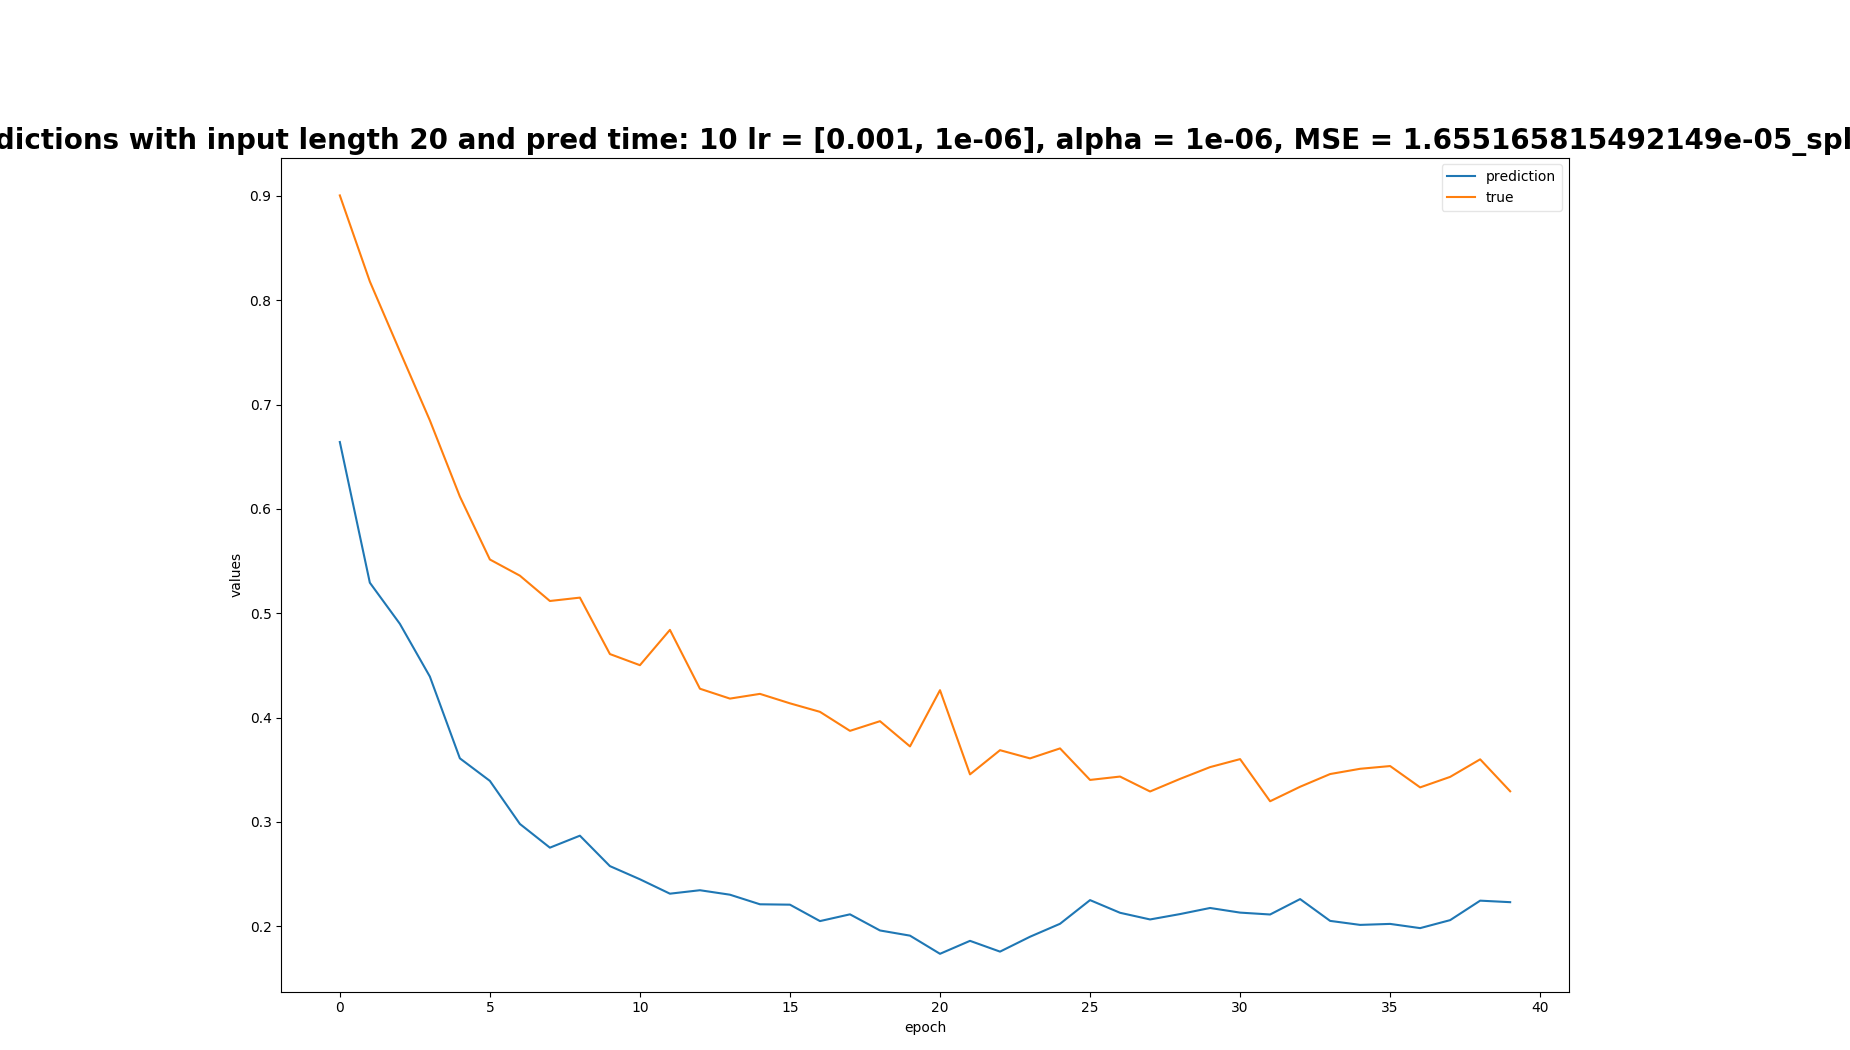 dictions with input length 20 and pred time: 10 lr = [0.001, 1e-06], alpha = 1e-06, MSE = 1.655165815492149e-05_spl
prediction
true
0.9
0.8
0.7
0.6
0.5
0.4
0.3
0.2
values
0 5 10 15 20 25 30 35 40
epoch